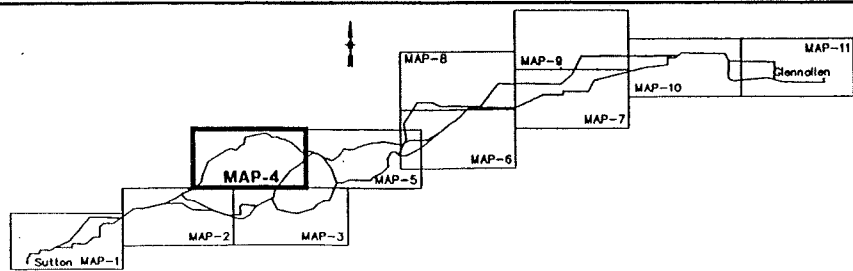 MAP-11
MAP-8
MAP-9
Glennallen
MAP-10
MAP-7
MAP-6
MAP-4
MAP-5
MAP-2
MAP-3
Sutton MAP-1